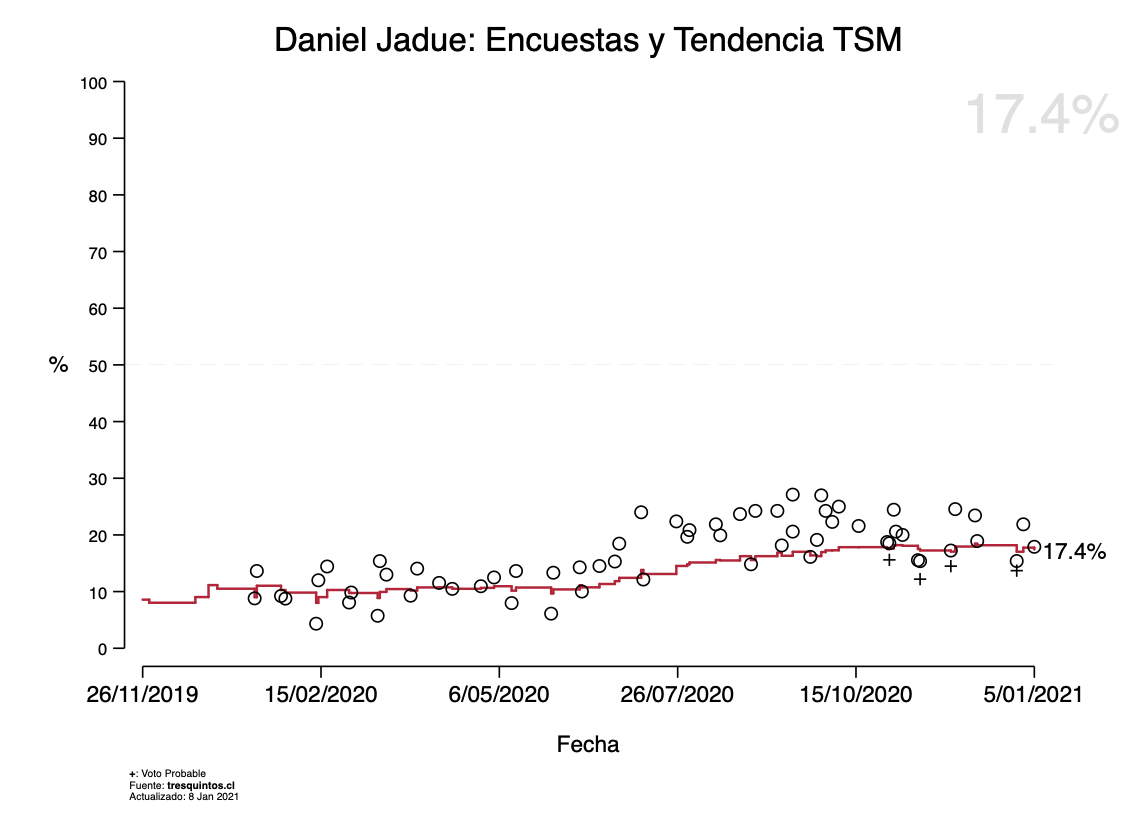 Daniel Jadue: Encuestas y Tendencia TSM
17.4%
100
90
80
70
60
% 50
40
30
20
17.4%
10
0
26/11/2019 15/02/2020 6/05/2020 26/07/2020 15/10/2020 5/01/2021
Fecha
+: Voto Probable
Fuente: tresquintos.cl
Actualizado: 8 Jan 2021